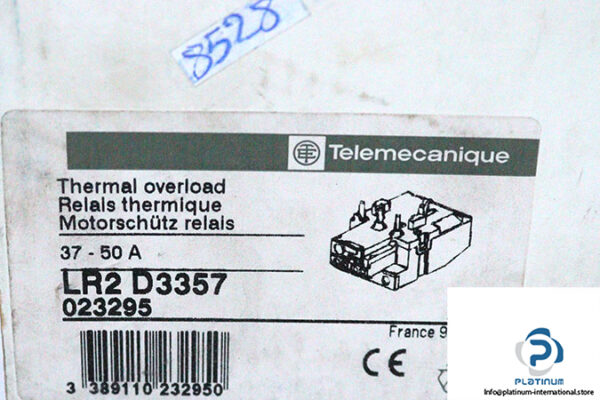 8528
Telemecanique
Thermal overload
Relais thermique
Motorschütz relais
37 - 50 A
LR2 D3357
023295
France 9
CE
3 389110 232950
PLATINUM
Info@platinum-international.store